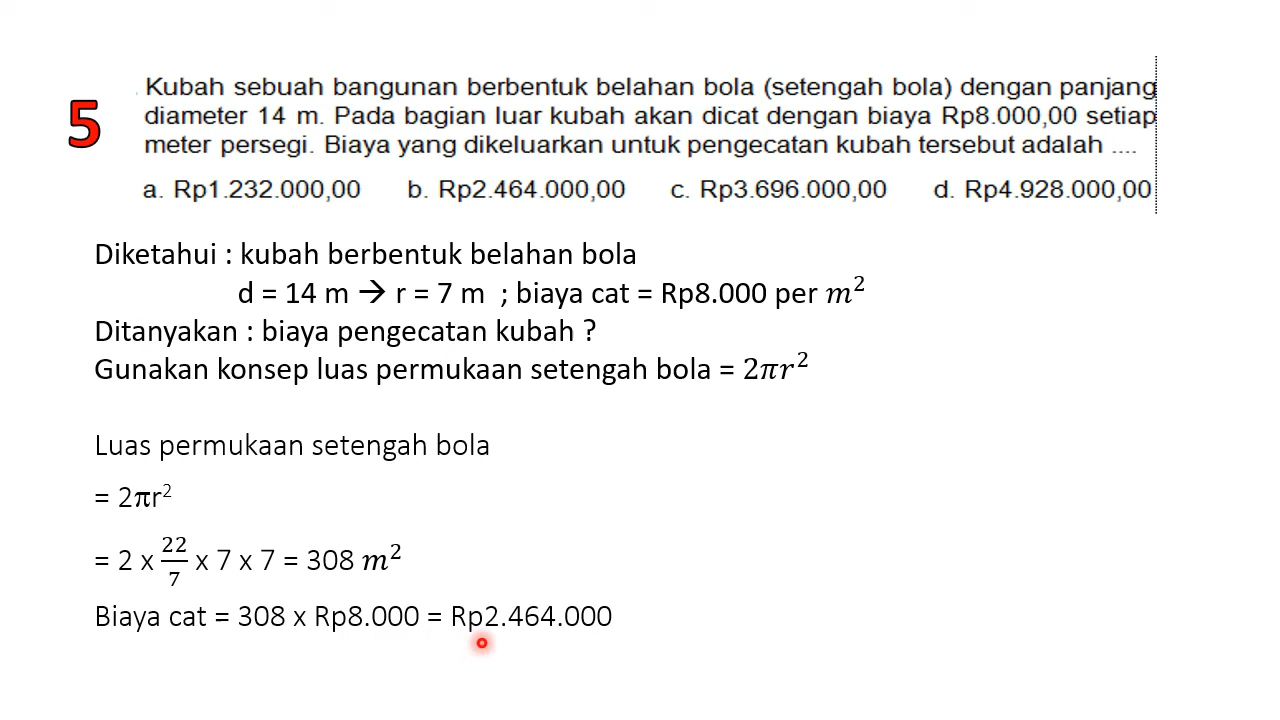 5
Kubah sebuah bangunan berbentuk belahan bola (setengah bola) dengan panjang
diameter 14 m. Pada bagian luar kubah akan dicat dengan biaya Rp8.000,00 setiap
meter persegi. Biaya yang dikeluarkan untuk pengecatan kubah tersebut adalah ....
a. Rp1.232.000,00 b. Rp2.464.000,00 c. Rp3.696.000,00 d. Rp4.928.000,00
Diketahui : kubah berbentuk belahan bola
d = 14 m → r = 7 m ; biaya cat = Rp8.000 per m²
Ditanyakan : biaya pengecatan kubah ?
Gunakan konsep luas permukaan setengah bola = 2πr²
Luas permukaan setengah bola
= 2πr²
= 2 x 22/7 x 7 x 7 = 308 m²
Biaya cat = 308 x Rp8.000 = Rp2.464.000